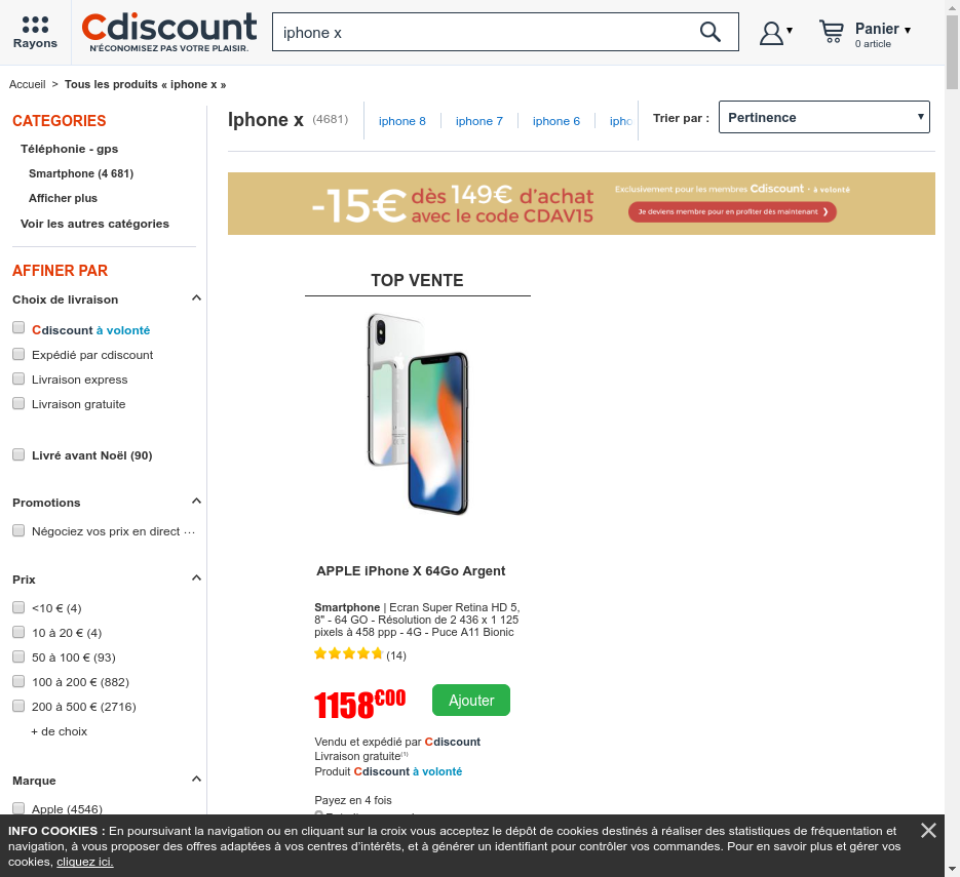 Rayons
Cdiscount
N'ÉCONOMISEZ PAS VOTRE PLAISIR.
iphone x
Panier
0 article
Accueil > Tous les produits « iphone x »
CATEGORIES
Téléphonie - gps
Smartphone (4 681)
Afficher plus
Voir les autres catégories
AFFINER PAR
Choix de livraison
Cdiscount à volonté
Expédié par cdiscount
Livraison express
Livraison gratuite
Livré avant Noël (90)
Promotions
Négociez vos prix en direct ...
Prix
<10 € (4)
10 à 20 € (4)
50 à 100 € (93)
100 à 200 € (882)
200 à 500 € (2716)
+ de choix
Marque
Apple (4546)
Iphone x (4681)
iphone 8
iphone 7
iphone 6
ipho
Trier par :
Pertinence
-15€ dès 149€ d'achat
avec le code CDAV15
Exclusivement pour les membres Cdiscount • à volonté
Je deviens membre pour en profiter dès maintenant ❯
TOP VENTE
APPLE iPhone X 64Go Argent
Smartphone | Ecran Super Retina HD 5,
8" - 64 GO - Résolution de 2 436 x 1 125
pixels à 458 ppp - 4G - Puce A11 Bionic
(14)
1158€00
Ajouter
Vendu et expédié par Cdiscount
Livraison gratuite(1)
Produit Cdiscount à volonté
Payez en 4 fois
INFO COOKIES : En poursuivant la navigation ou en cliquant sur la croix vous acceptez le dépôt de cookies destinés à réaliser des statistiques de fréquentation et
navigation, à vous proposer des offres adaptées à vos centres d'intérêts, et à générer un identifiant pour contrôler vos commandes. Pour en savoir plus et gérer vos
cookies, cliquez ici.